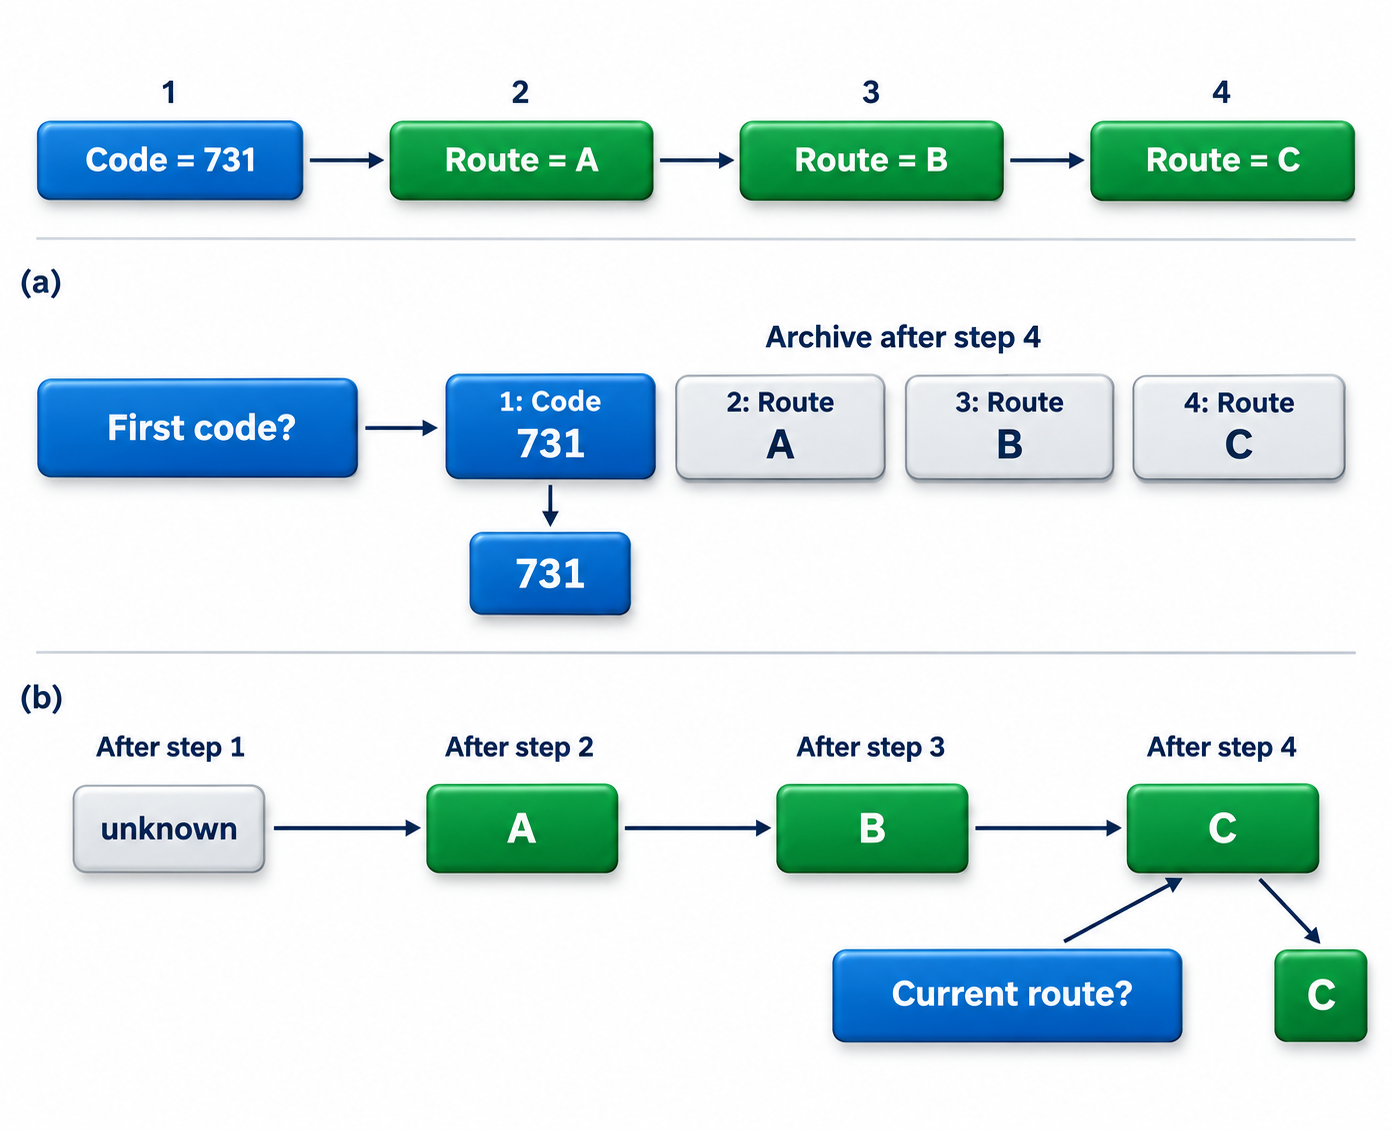 1
2
3
4
Code = 731
Route = A
Route = B
Route = C
(a)
Archive after step 4
First code?
1: Code
731
2: Route
A
3: Route
B
4: Route
C
731
(b)
After step 1
After step 2
After step 3
After step 4
unknown
A
B
C
Current route?
C